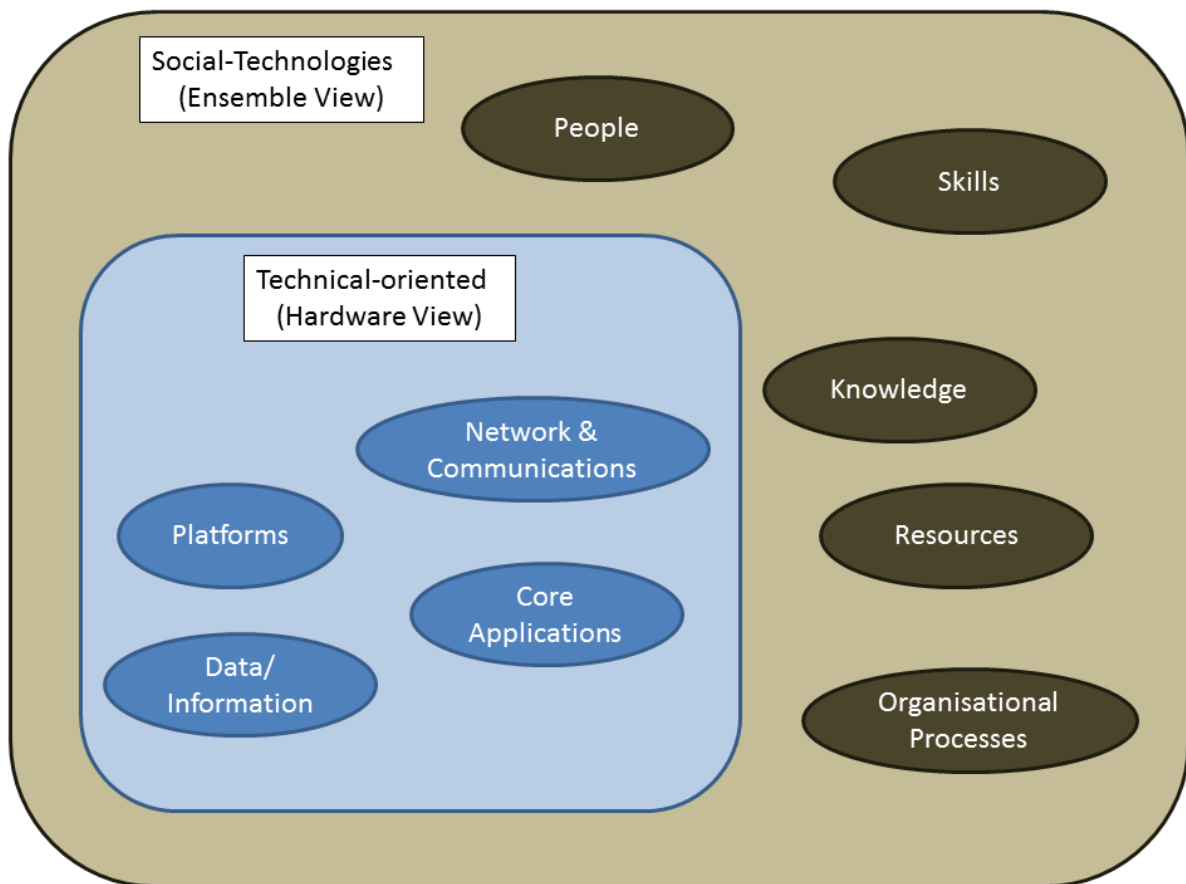 Social-Technologies
(Ensemble View)
People
Skills
Technical-oriented
(Hardware View)
Knowledge
Network &
Communications
Platforms
Resources
Core
Applications
Data/
Information
Organisational
Processes